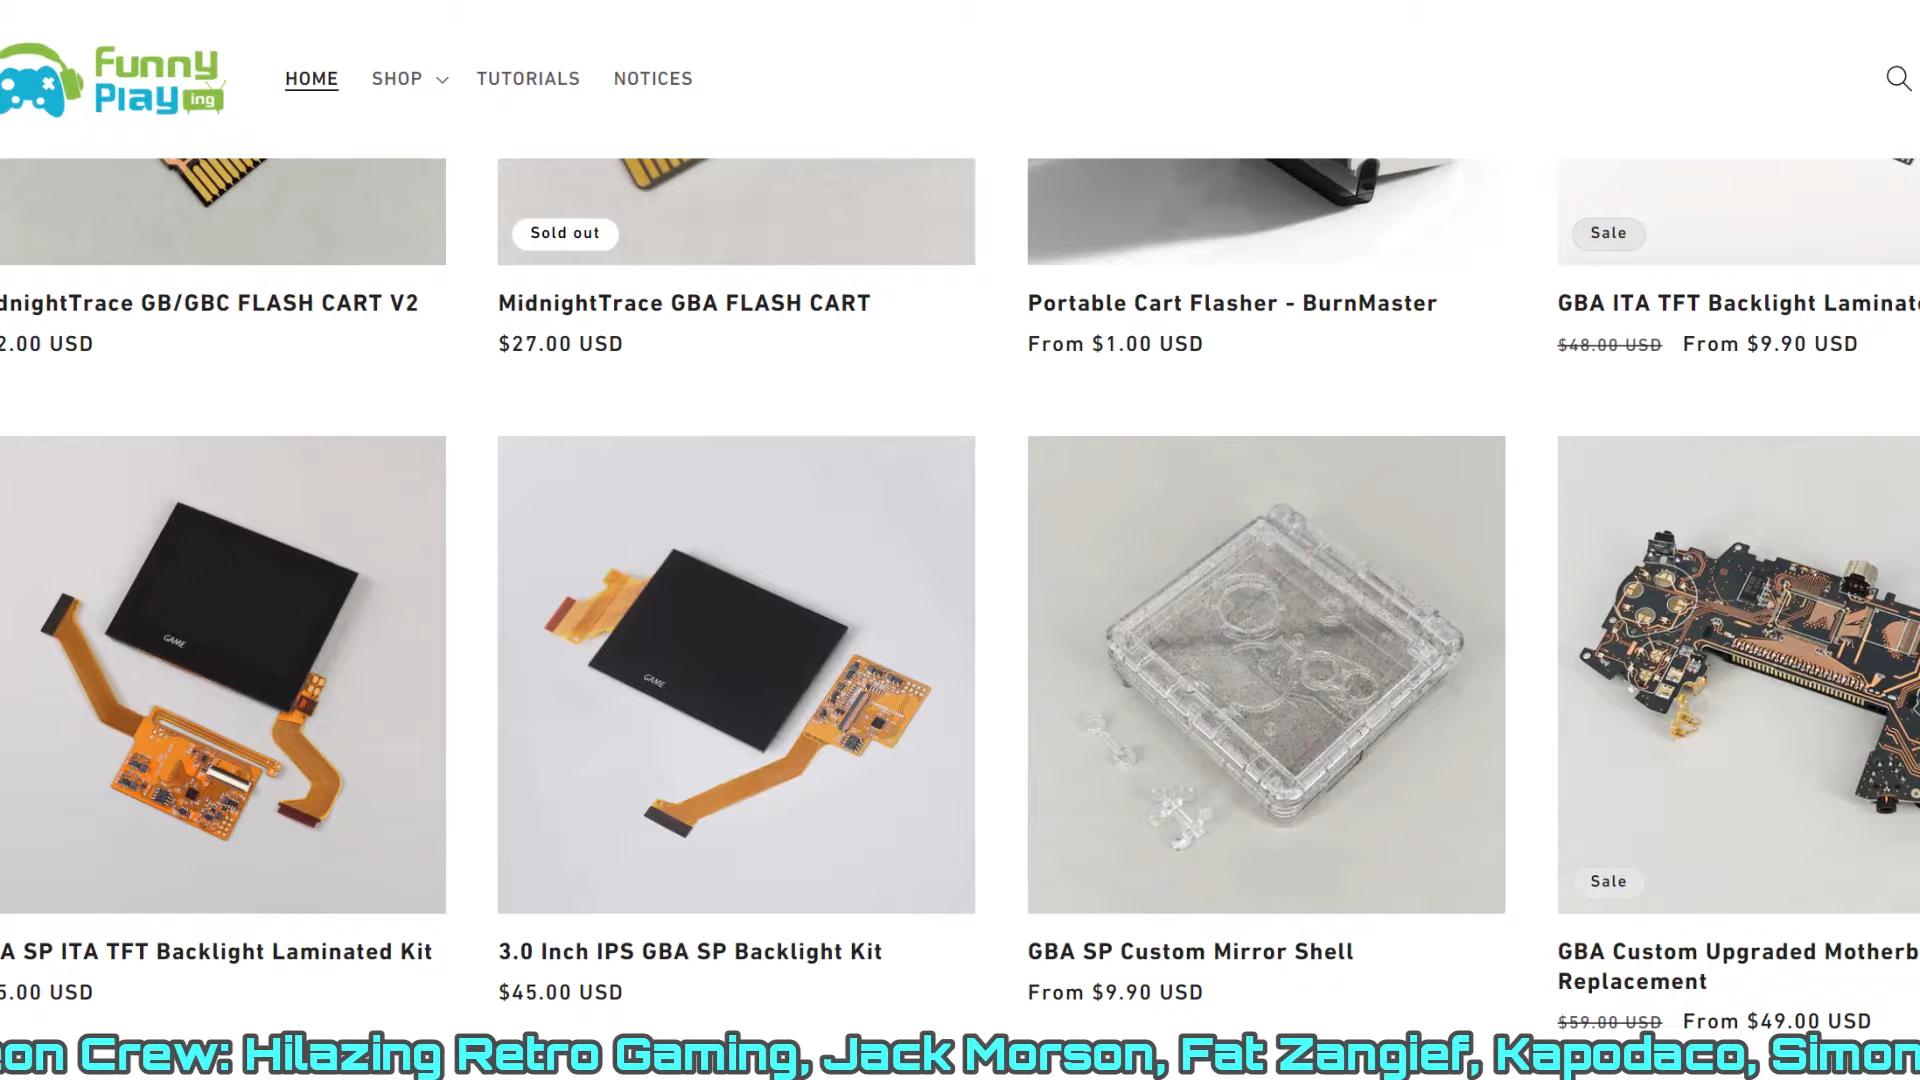 Funny
Play ing
HOME
SHOP
TUTORIALS
NOTICES
Sold out
Sale
dnightTrace GB/GBC FLASH CART V2
2.00 USD
MidnightTrace GBA FLASH CART
$27.00 USD
Portable Cart Flasher - BurnMaster
From $1.00 USD
GBA ITA TFT Backlight Laminate
$48.00 USD From $9.90 USD
GAME
GAME
Sale
A SP ITA TFT Backlight Laminated Kit
5.00 USD
3.0 Inch IPS GBA SP Backlight Kit
$45.00 USD
GBA SP Custom Mirror Shell
From $9.90 USD
GBA Custom Upgraded Motherb
Replacement
$59.00 USD From $49.00 USD
eon Crew: Hilazing Retro Gaming, Jack Morson, Fat Zangief, Kapodaco, Simon